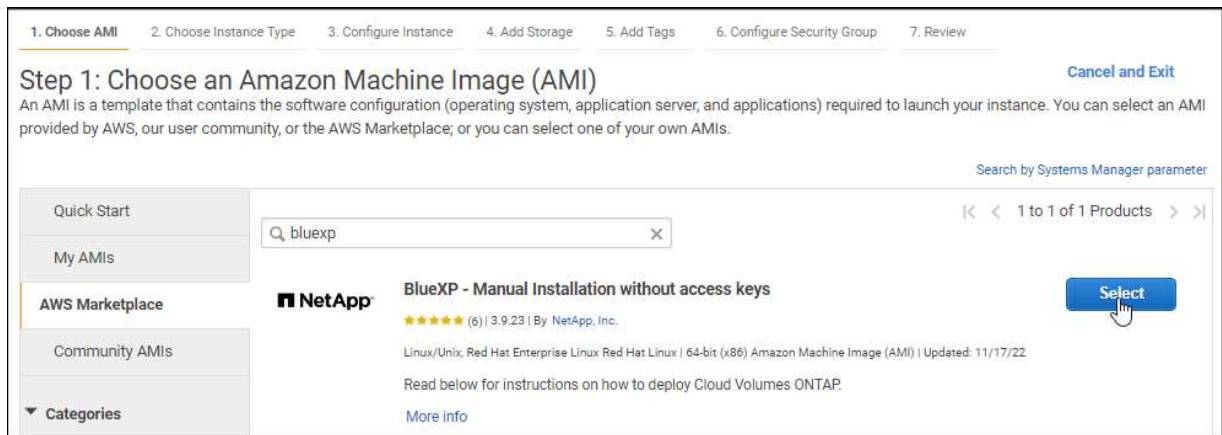 1. Choose AMI 2. Choose Instance Type 3. Configure Instance 4. Add Storage 5. Add Tags 6. Configure Security Group 7. Review
Step 1: Choose an Amazon Machine Image (AMI)
Cancel and Exit
An AMI is a template that contains the software configuration (operating system, application server, and applications) required to launch your instance. You can select an AMI
provided by AWS, our user community, or the AWS Marketplace; or you can select one of your own AMIs.
Search by Systems Manager parameter
Quick Start
My AMIs
AWS Marketplace
Community AMIs
Categories
bluexp
1 to 1 of 1 Products
NetApp
BlueXP - Manual Installation without access keys
(6) | 3.9.23 | By NetApp, Inc.
Linux/Unix, Red Hat Enterprise Linux Red Hat Linux | 64-bit (x86) Amazon Machine Image (AMI) | Updated: 11/17/22
Read below for instructions on how to deploy Cloud Volumes ONTAP.
More info
Select